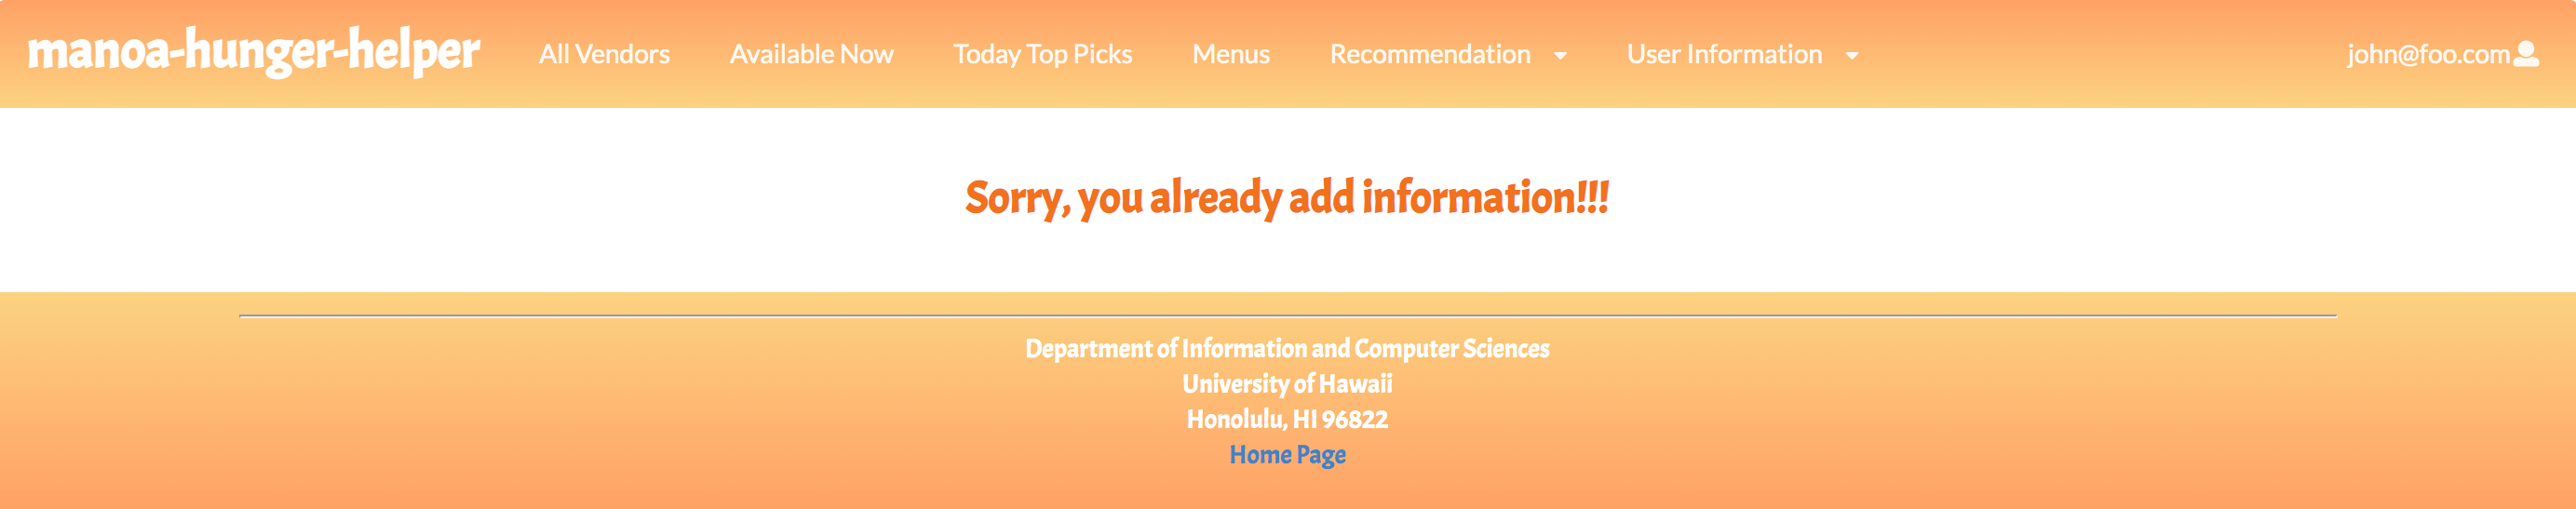 manoa-hunger-helper All Vendors Available Now Today Top Picks Menus Recommendation User Information john@foo.com
Sorry, you already add information!!!
Department of Information and Computer Sciences
University of Hawaii
Honolulu, HI 96822
Home Page